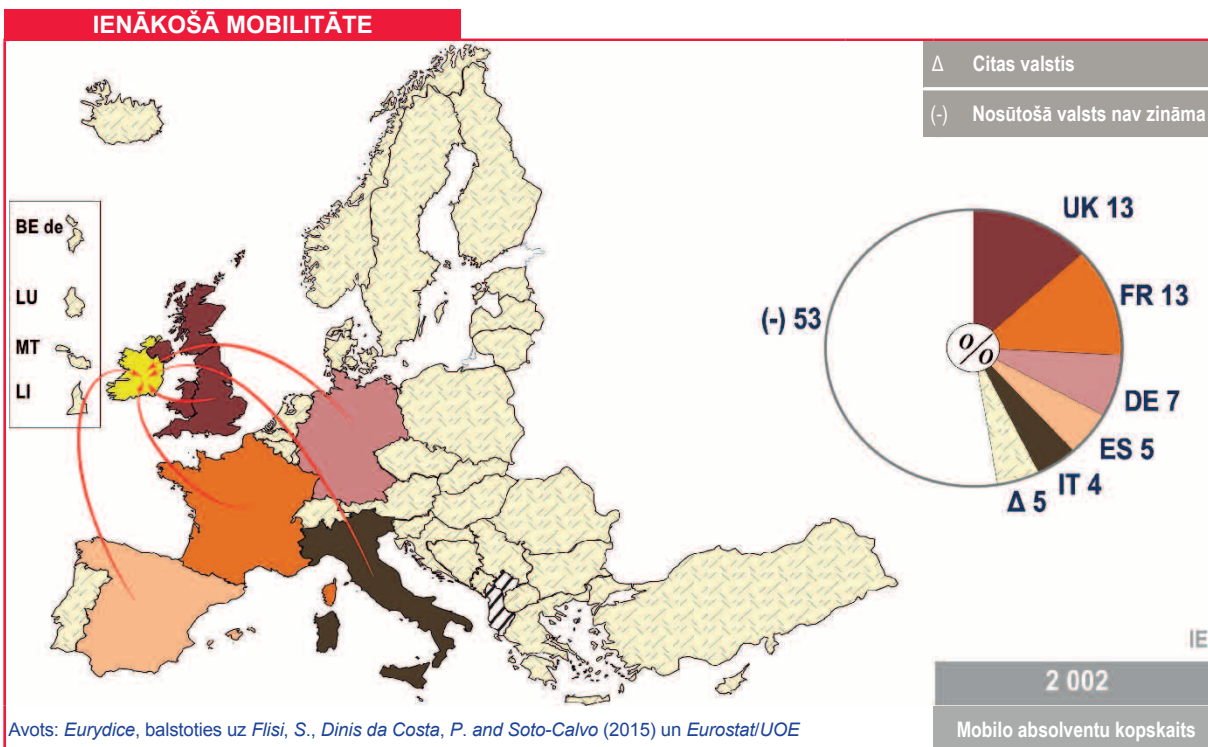 IENĀKOŠĀ MOBILITĀTE
Δ Citas valstis
(-) Nosūtošā valsts nav zināma
BE de
LU
MT
LI
UK 13
FR 13
DE 7
ES 5
IT 4
Δ 5
(-) 53
%
IE
2 002
Mobilo absolventu kopskaits
Avots: Eurydice, balstoties uz Flisi, S., Dinis da Costa, P. and Soto-Calvo (2015) un Eurostat/UOE